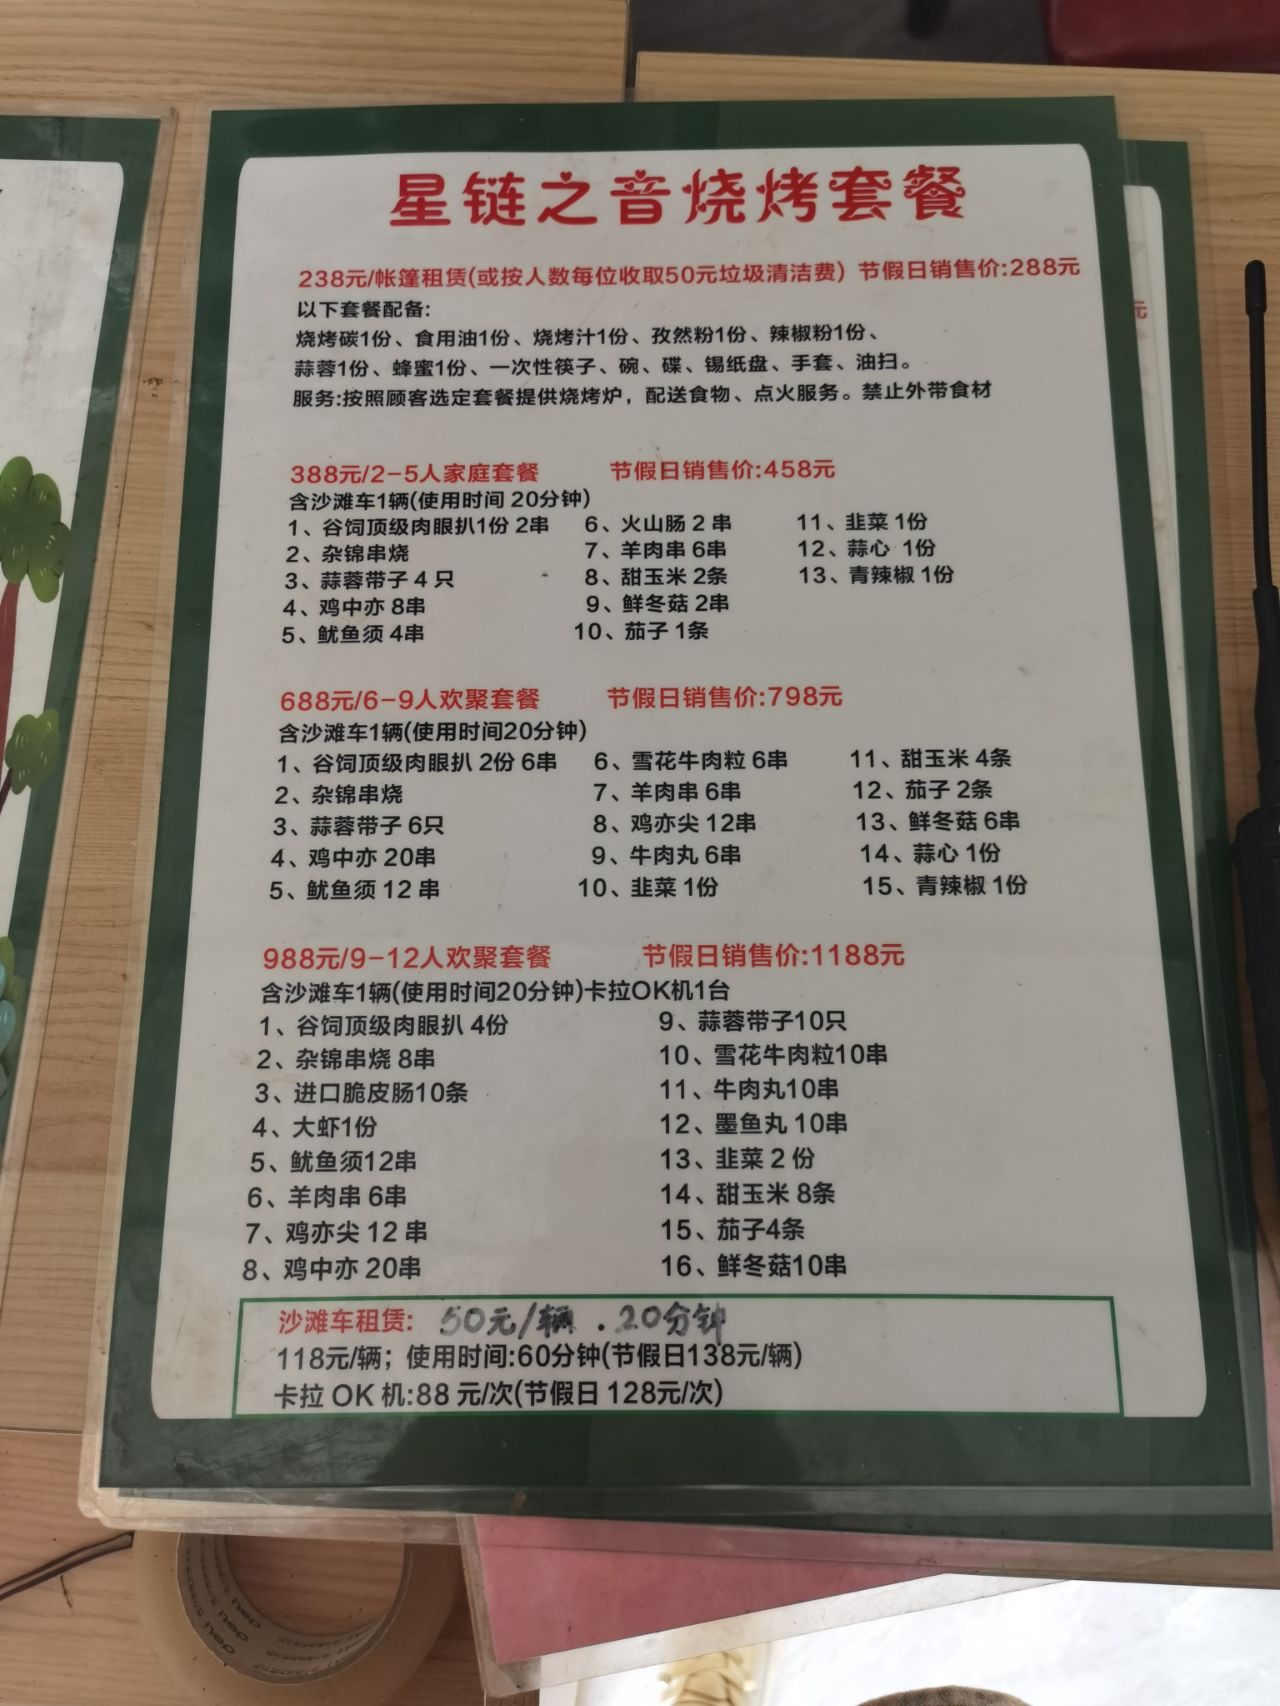 星链之音烧烤套餐
238元/帐篷租赁(或按人数每位收取50元垃圾清洁费) 节假日销售价:288元
以下套餐配备:
烧烤碳1份、食用油1份、烧烤汁1份、孜然粉1份、辣椒粉1份、
蒜蓉1份、蜂蜜1份、一次性筷子、碗、碟、锡纸盘、手套、油扫。
服务:按照顾客选定套餐提供烧烤炉，配送食物、点火服务。禁止外带食材
388元/2-5人家庭套餐 节假日销售价:458元
含沙滩车1辆(使用时间 20分钟)
1、谷饲顶级肉眼扒1份 2串 6、火山肠 2 串 11、韭菜 1份
2、杂锦串烧 7、羊肉串 6串 12、蒜心 1份
3、蒜蓉带子 4 只 8、甜玉米 2条 13、青辣椒 1份
4、鸡中亦 8串 9、鲜冬菇 2串
5、鱿鱼须 4串 10、茄子 1条
688元/6-9人欢聚套餐 节假日销售价:798元
含沙滩车1辆(使用时间20分钟)
1、谷饲顶级肉眼扒 2份 6串 6、雪花牛肉粒 6串 11、甜玉米 4条
2、杂锦串烧 7、羊肉串 6串 12、茄子 2条
3、蒜蓉带子 6只 8、鸡亦尖 12串 13、鲜冬菇 6串
4、鸡中亦 20串 9、牛肉丸 6串 14、蒜心 1份
5、鱿鱼须 12 串 10、韭菜 1份 15、青辣椒 1份
988元/9-12人欢聚套餐 节假日销售价:1188元
含沙滩车1辆(使用时间20分钟)卡拉OK机1台
1、谷饲顶级肉眼扒 4份 9、蒜蓉带子10只
2、杂锦串烧 8串 10、雪花牛肉粒10串
3、进口脆皮肠10条 11、牛肉丸10串
4、大虾1份 12、墨鱼丸 10串
5、鱿鱼须12串 13、韭菜 2 份
6、羊肉串 6串 14、甜玉米 8条
7、鸡亦尖 12 串 15、茄子4条
8、鸡中亦 20串 16、鲜冬菇10串
沙滩车租赁: 50元/辆.20分钟
118元/辆；使用时间:60分钟(节假日138元/辆)
卡拉 OK 机:88 元/次(节假日 128元/次)
元
deli deli deli